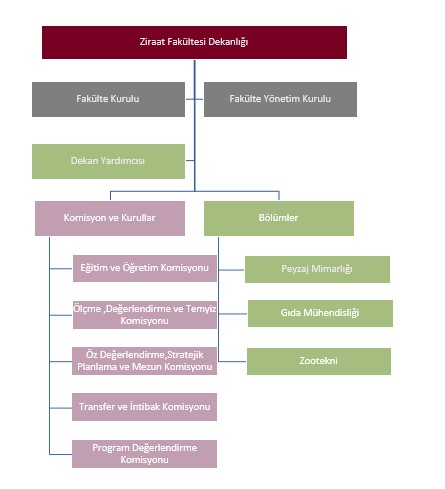 Ziraat Fakültesi Dekanlığı
Fakülte Kurulu
Fakülte Yönetim Kurulu
Dekan Yardımcısı
Komisyon ve Kurullar
Bölümler
Eğitim ve Öğretim Komisyonu
Peyzaj Mimarlığı
Ölçme ,Değerlendirme ve Temyiz
Komisyonu
Gıda Mühendisliği
Öz Değerlendirme,Stratejik
Planlama ve Mezun Komisyonu
Zootekni
Transfer ve İntibak Komisyonu
Program Değerlendirme
Komisyonu